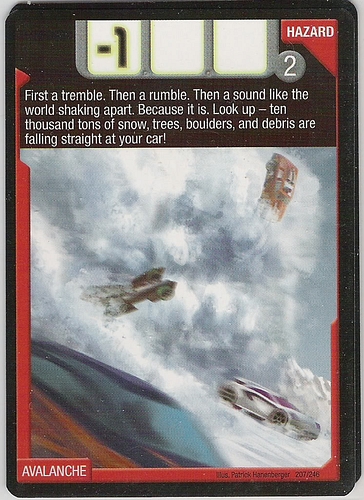 -1
HAZARD
2
First a tremble. Then a rumble. Then a sound like the
world shaking apart. Because it is. Look up – ten
thousand tons of snow, trees, boulders, and debris are
falling straight at your car!
AVALANCHE
Illus. Patrick Hanenberger 207/246